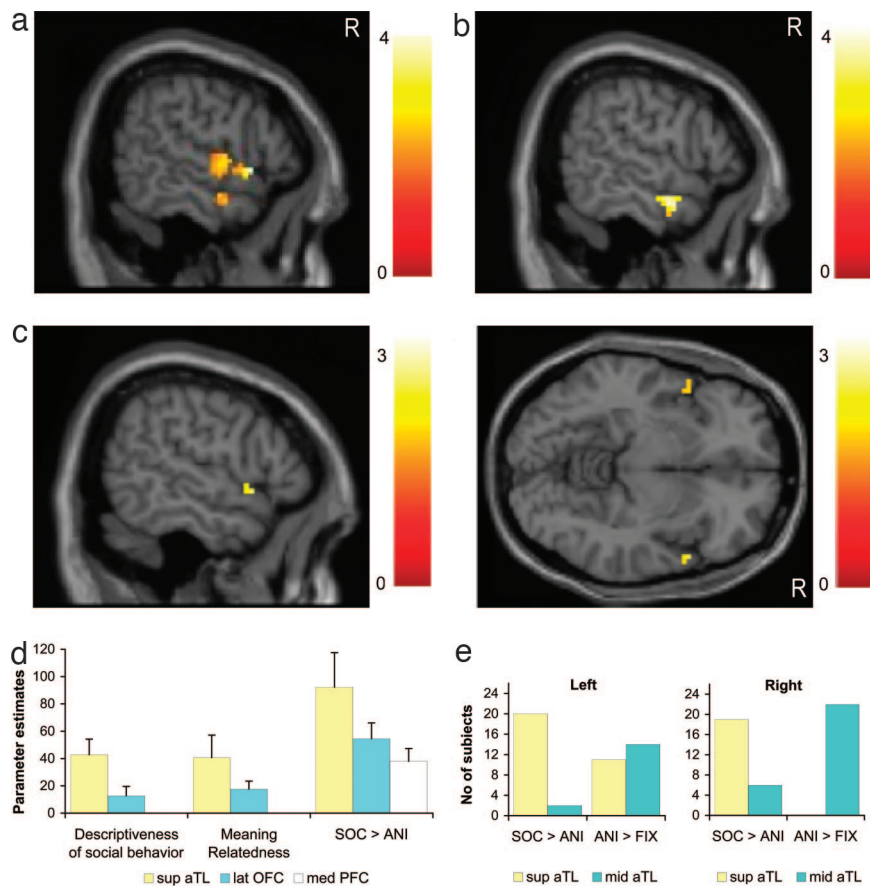 a
R
4
0
b
R
4
0
c
3
0
R
3
0
d
Parameter estimates
120
100
80
60
40
20
0
Descriptiveness
of social behavior
Meaning
Relatedness
SOC > ANI
sup aTL
lat OFC
med PFC
e
No of subjects
Left
24
20
16
12
8
4
0
SOC > ANI
ANI > FIX
sup aTL
mid aTL
Right
24
20
16
12
8
4
0
SOC > ANI
ANI > FIX
sup aTL
mid aTL